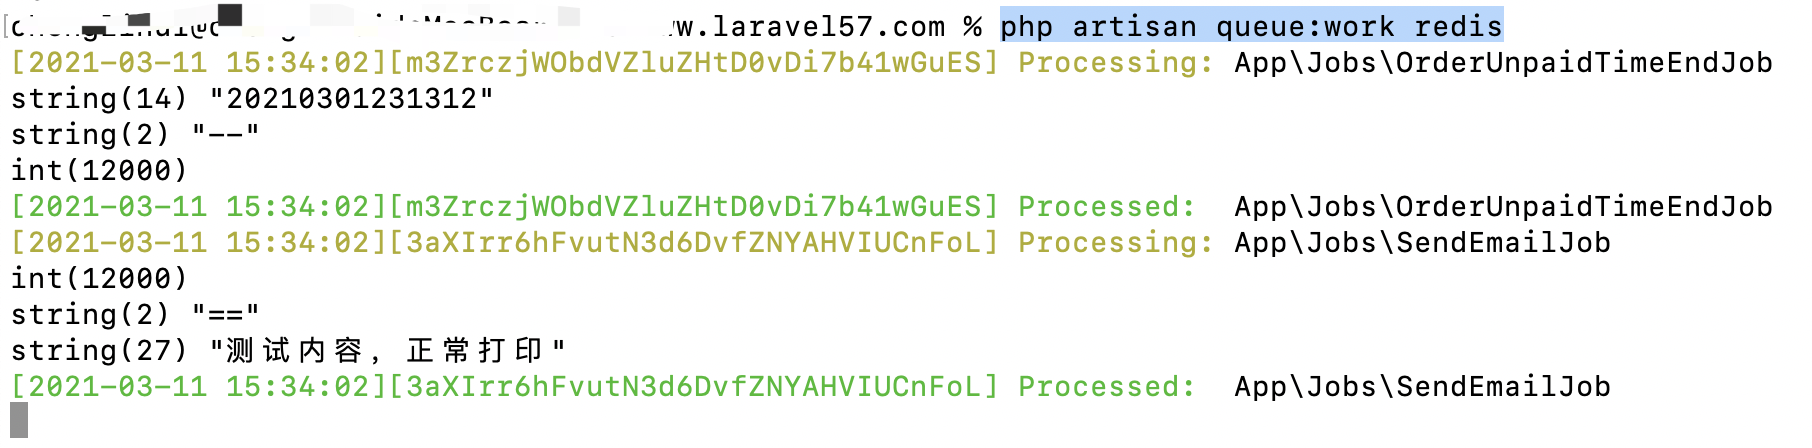 www.laravel57.com % php artisan queue:work redis
[2021-03-11 15:34:02][m3ZrczjWObdVZluZHtD0vDi7b41wGuES] Processing: App\Jobs\OrderUnpaidTimeEndJob
string(14) "20210301231312"
string(2) "--"
int(12000)
[2021-03-11 15:34:02][m3ZrczjWObdVZluZHtD0vDi7b41wGuES] Processed:  App\Jobs\OrderUnpaidTimeEndJob
[2021-03-11 15:34:02][3aXIrr6hFvutN3d6DvfZNYAHVIUCnFoL] Processing: App\Jobs\SendEmailJob
int(12000)
string(2) "=="
string(27) "测试内容，正常打印"
[2021-03-11 15:34:02][3aXIrr6hFvutN3d6DvfZNYAHVIUCnFoL] Processed:  App\Jobs\SendEmailJob